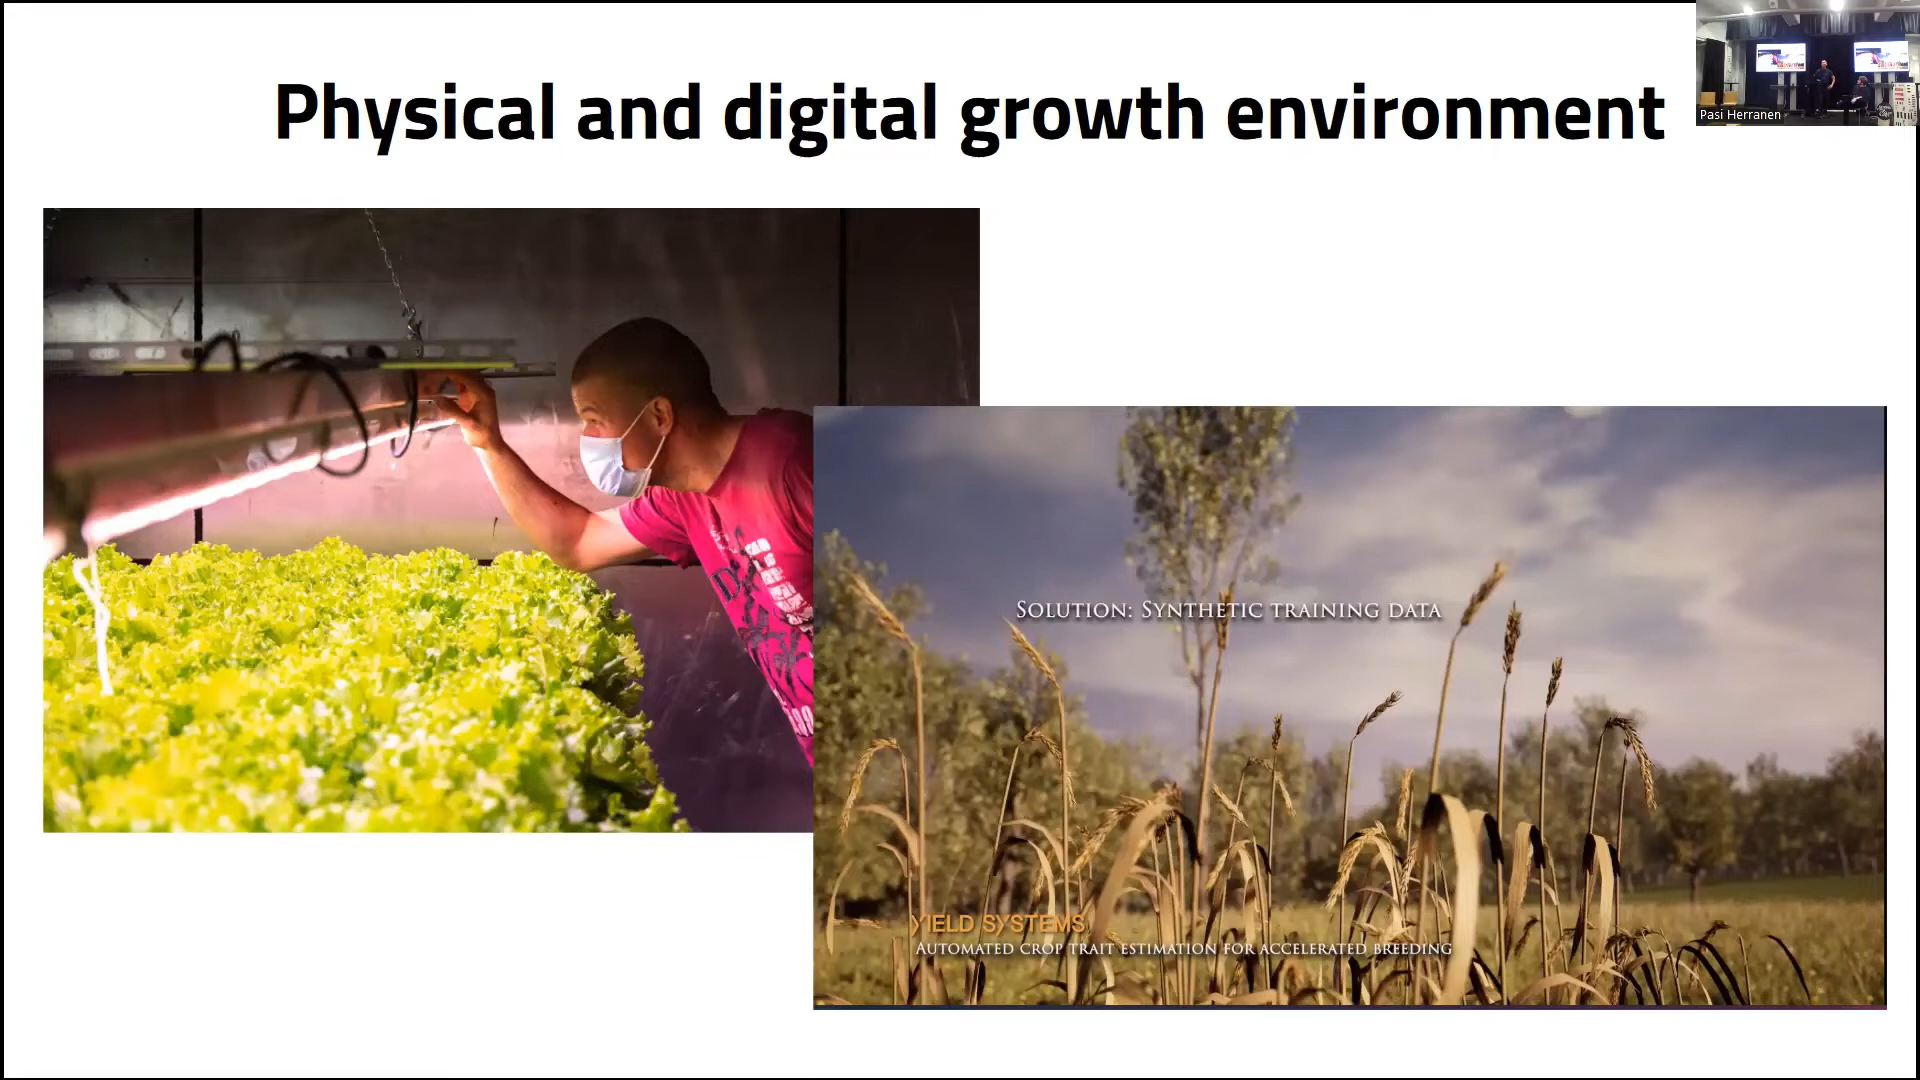 Physical and digital growth environment
Pasi Herranen
Solution: Synthetic training data
YIELD SYSTEMS
Automated crop trait estimation for accelerated breeding